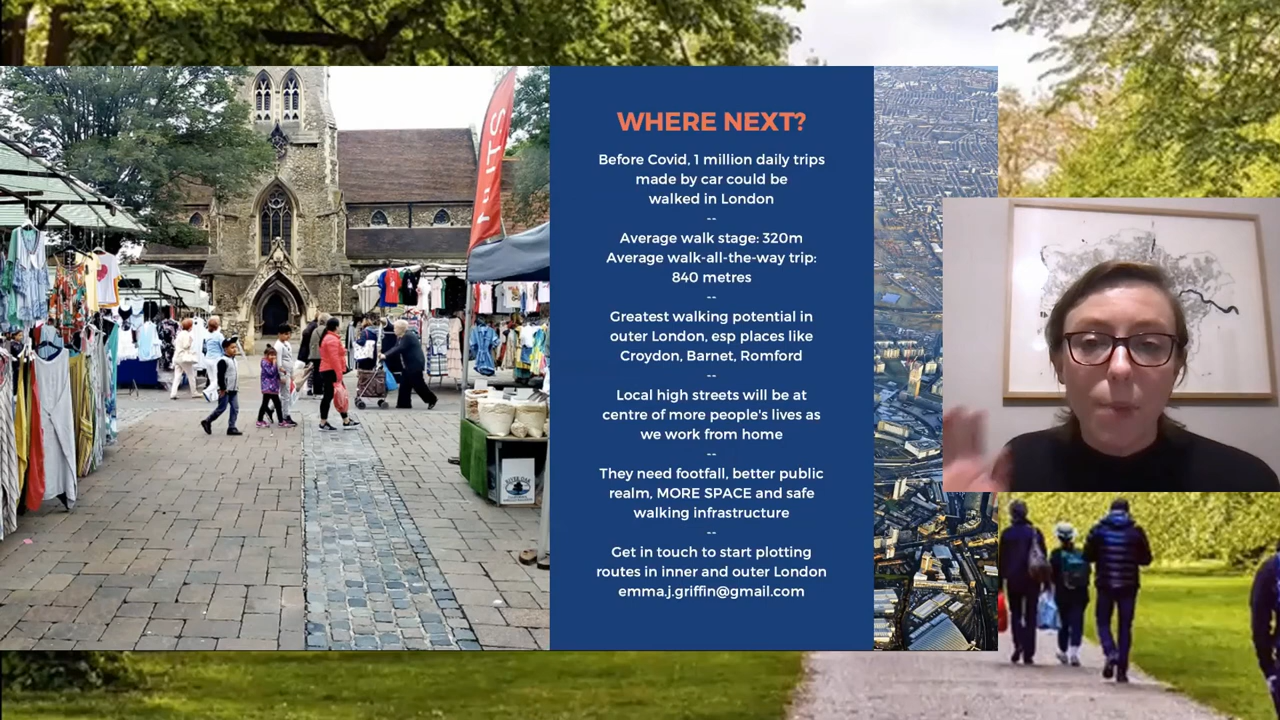 WHERE NEXT?
Before Covid, 1 million daily trips
made by car could be
walked in London
--
Average walk stage: 320m
Average walk-all-the-way trip:
840 metres
--
Greatest walking potential in
outer London, esp places like
Croydon, Barnet, Romford
--
Local high streets will be at
centre of more people's lives as
we work from home
--
They need footfall, better public
realm, MORE SPACE and safe
walking infrastructure
--
Get in touch to start plotting
routes in inner and outer London
emma.j.griffin@gmail.com
NUTS